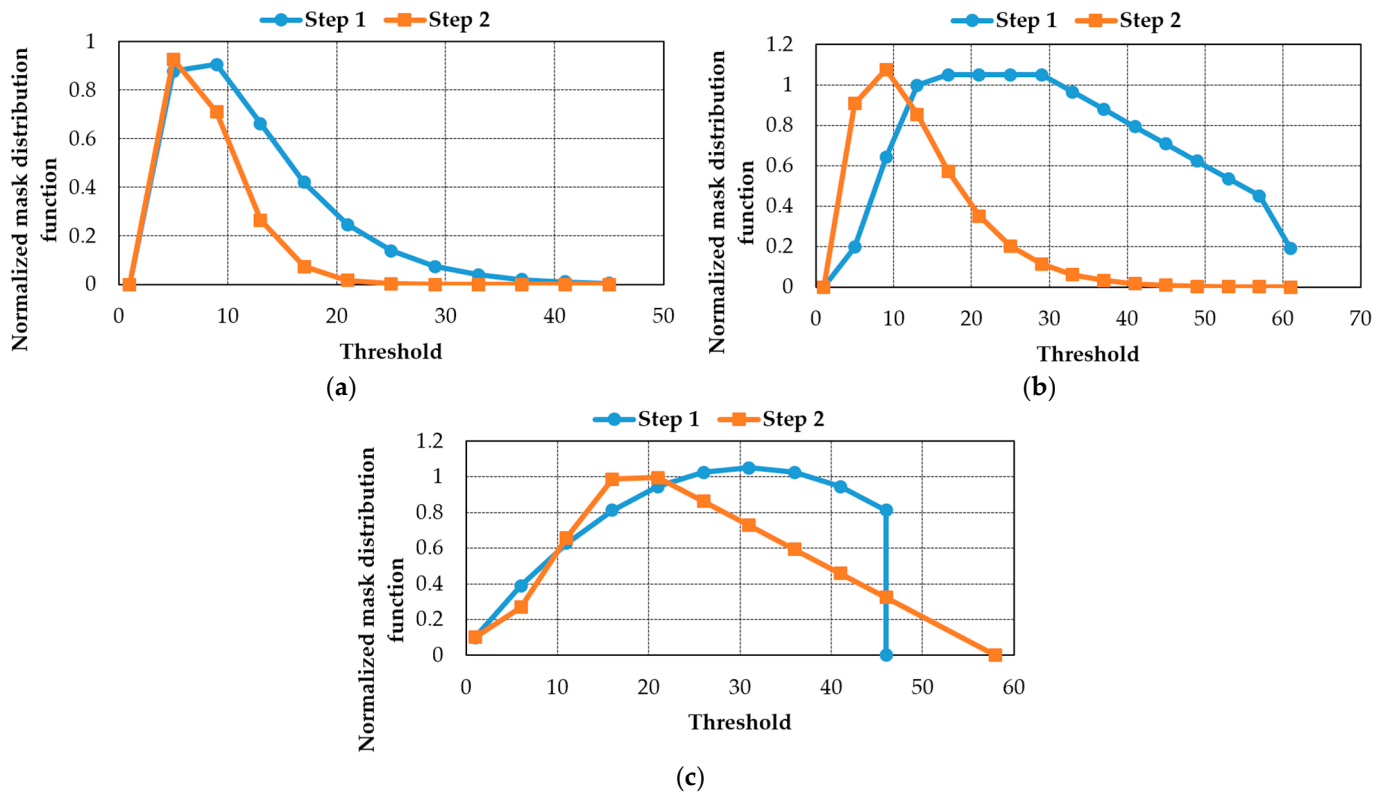 Step 1 Step 2
Normalized mask distribution
function
1
0.8
0.6
0.4
0.2
0
0 10 20 30 40 50
Threshold
(a)
Step 1 Step 2
Normalized mask distribution
function
1.2
1
0.8
0.6
0.4
0.2
0
0 10 20 30 40 50 60 70
Threshold
(b)
Step 1 Step 2
Normalized mask distribution
function
1.2
1
0.8
0.6
0.4
0.2
0
0 10 20 30 40 50 60
Threshold
(c)